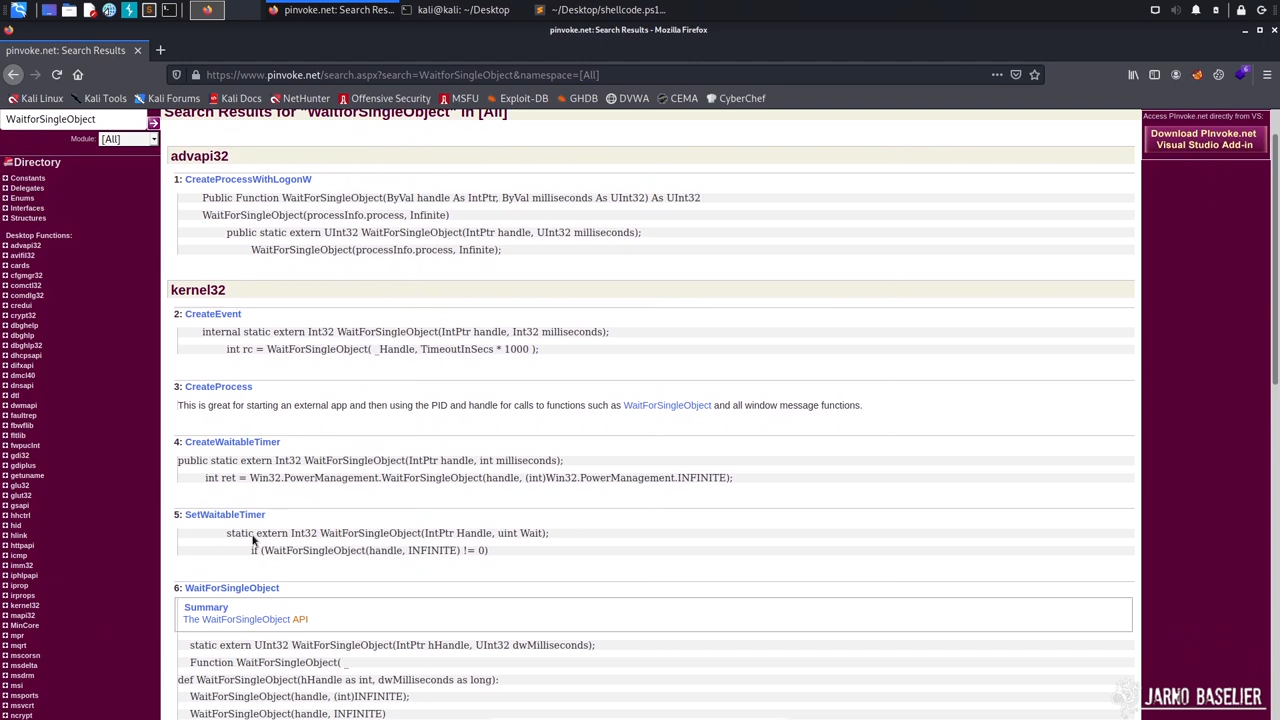 pinvoke.net: Search Res...
kali@kali: ~/Desktop
~/Desktop/shellcode.ps1...
pinvoke.net: Search Results - Mozilla Firefox
pinvoke.net: Search Results
https://www.pinvoke.net/search.aspx?search=WaitforSingleObject&namespace=[All]
6
Kali Linux
Kali Tools
Kali Forums
Kali Docs
NetHunter
Offensive Security
MSFU
Exploit-DB
GHDB
DVWA
CEMA
CyberChef
WaitforSingleObject
Module:
[All]
Directory
Constants
Delegates
Enums
Interfaces
Structures
Desktop Functions:
advapi32
avifil32
cards
cfgmgr32
comctl32
comdlg32
credui
crypt32
dbghelp
dbghlp
dbghlp32
dhcpsapi
difxapi
dmcl40
dnsapi
dtl
dwmapi
faultrep
fbwflib
fltlib
fwpuclnt
gdi32
gdiplus
getuname
glu32
glut32
gsapi
hhctrl
hid
hlink
httpapi
icmp
imm32
iphlpapi
iprop
irprops
kernel32
mapi32
MinCore
mpr
mqrt
mscorsn
msdelta
msdrm
msi
msports
msvcrt
ncrypt
Search Results for "WaitforSingleObject" in [All]
advapi32
1: CreateProcessWithLogonW
Public Function WaitForSingleObject(ByVal handle As IntPtr, ByVal milliseconds As UInt32) As UInt32
WaitForSingleObject(processInfo.process, Infinite)
public static extern UInt32 WaitForSingleObject(IntPtr handle, UInt32 milliseconds);
WaitForSingleObject(processInfo.process, Infinite);
kernel32
2: CreateEvent
internal static extern Int32 WaitForSingleObject(IntPtr handle, Int32 milliseconds);
int rc = WaitForSingleObject( _Handle, TimeoutInSecs * 1000 );
3: CreateProcess
This is great for starting an external app and then using the PID and handle for calls to functions such as WaitForSingleObject and all window message functions.
4: CreateWaitableTimer
public static extern Int32 WaitForSingleObject(IntPtr handle, int milliseconds);
int ret = Win32.PowerManagement.WaitForSingleObject(handle, (int)Win32.PowerManagement.INFINITE);
5: SetWaitableTimer
static extern Int32 WaitForSingleObject(IntPtr Handle, uint Wait);
if (WaitForSingleObject(handle, INFINITE) != 0)
6: WaitForSingleObject
Summary
The WaitForSingleObject API
static extern UInt32 WaitForSingleObject(IntPtr hHandle, UInt32 dwMilliseconds);
Function WaitForSingleObject( _
def WaitForSingleObject(hHandle as int, dwMilliseconds as long):
WaitForSingleObject(handle, (int)INFINITE);
WaitForSingleObject(handle, INFINITE)
Access PInvoke.net directly from VS:
Download PInvoke.net
Visual Studio Add-in
JARNO BASELIER